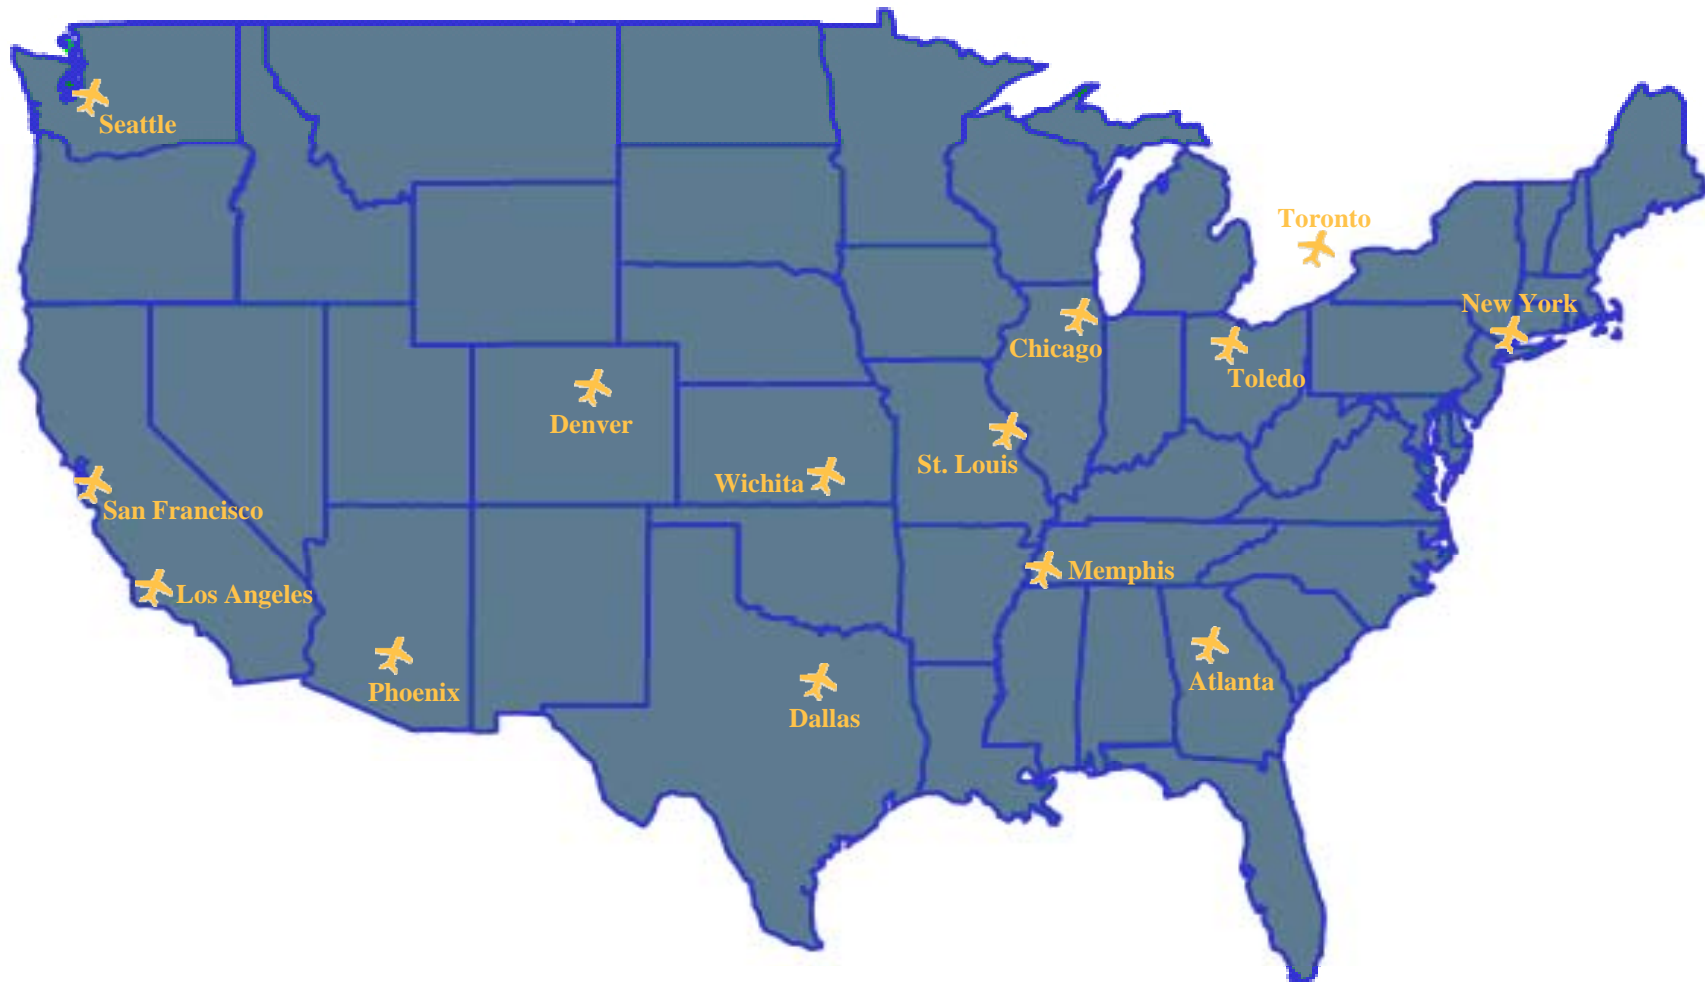 Seattle
Toronto
New York
Chicago
Toledo
Denver
St. Louis
Wichita
San Francisco
Memphis
Los Angeles
Atlanta
Phoenix
Dallas